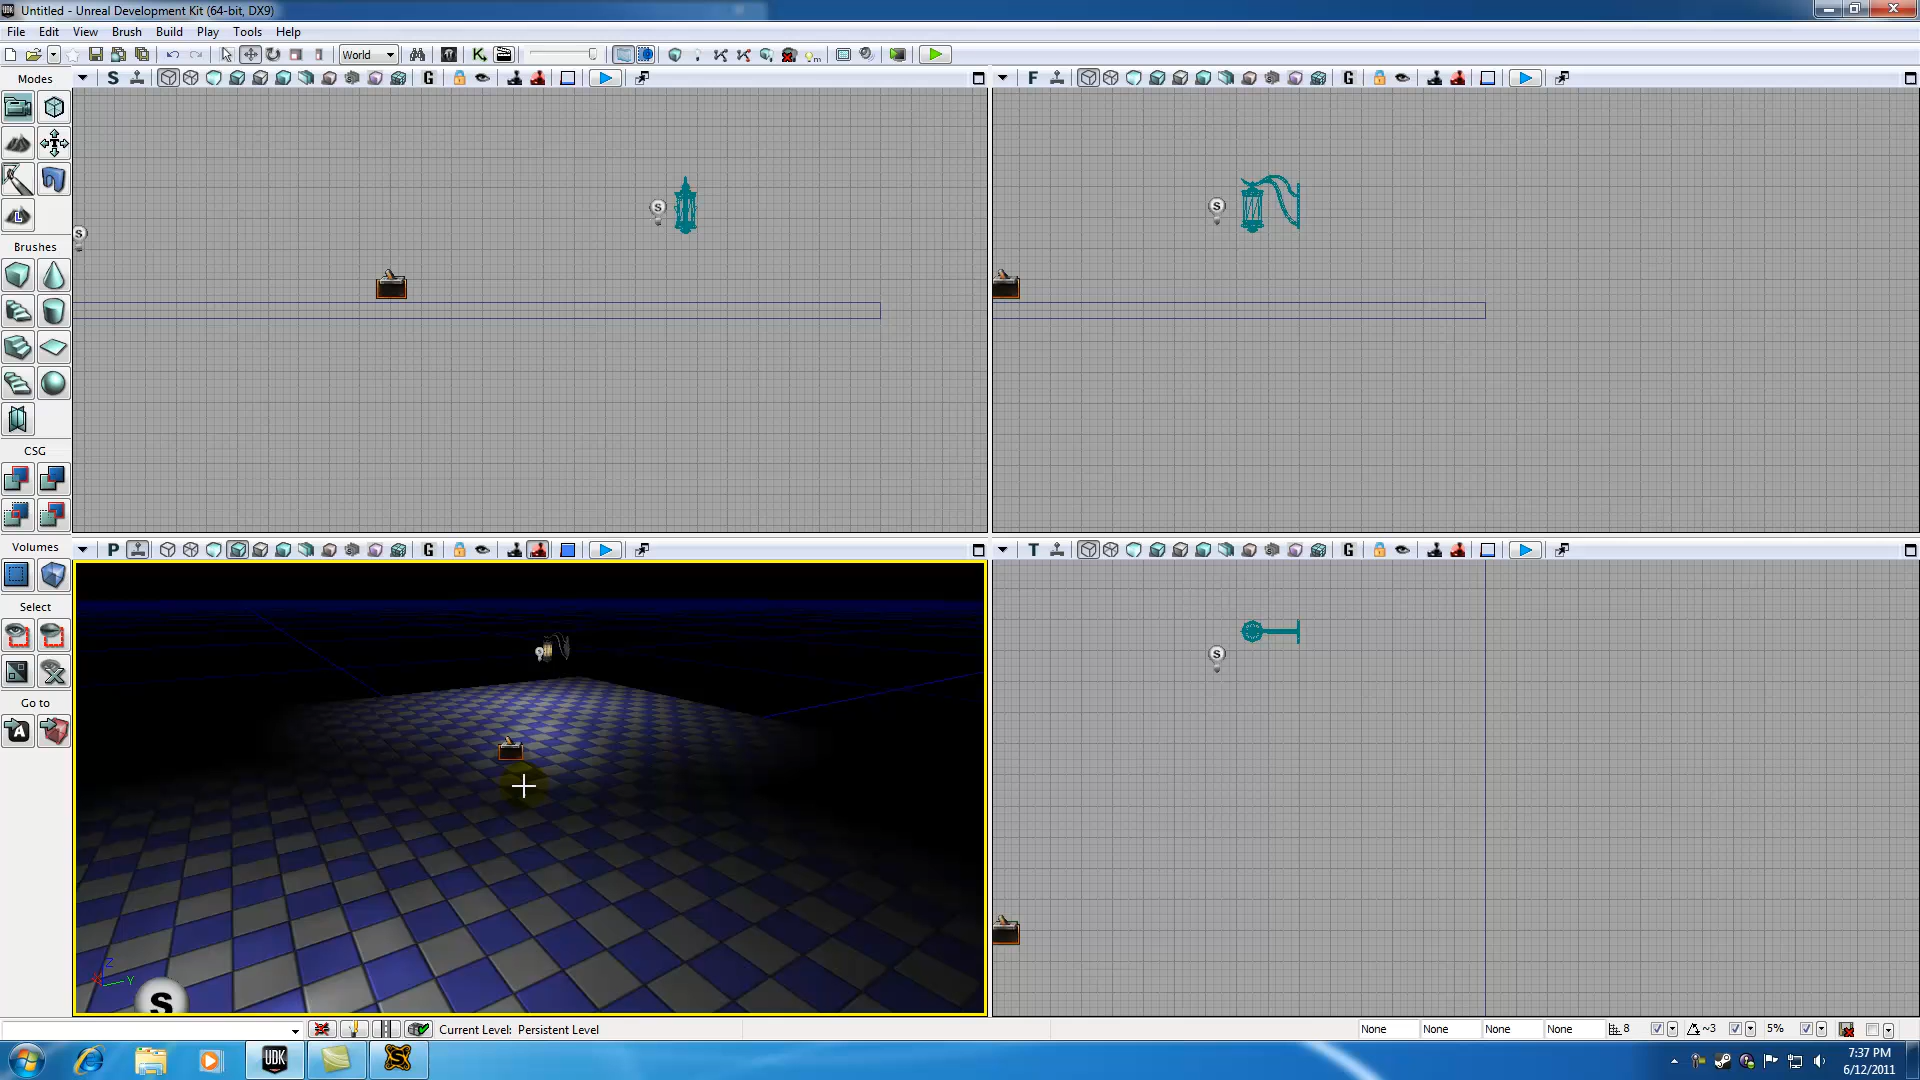 Untitled - Unreal Development Kit (64-bit, DX9)
File Edit View Brush Build Play Tools Help
World
Modes
S G
F G
S
S
S
L
Brushes
CSG
Volumes
P G
T G
Select
S
S
Go to
A
Z
X Y
S
Current Level: Persistent Level
None None None None 8 ~3 5%
UDK
7:37 PM
6/12/2011